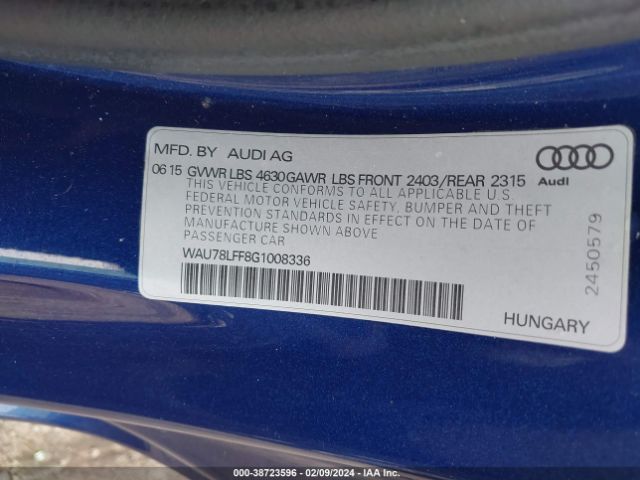 MFD. BY AUDI AG
06 15 GVWR LBS 4630 GAWR LBS FRONT 2403/REAR 2315
THIS VEHICLE CONFORMS TO ALL APPLICABLE U.S.
FEDERAL MOTOR VEHICLE SAFETY, BUMPER AND THEFT
PREVENTION STANDARDS IN EFFECT ON THE DATE OF
MANUFACTURE SHOWN ABOVE
PASSENGER CAR
WAU78LFF8G1008336
Audi
2450579
HUNGARY
000-38723596 - 02/09/2024 - IAA Inc.